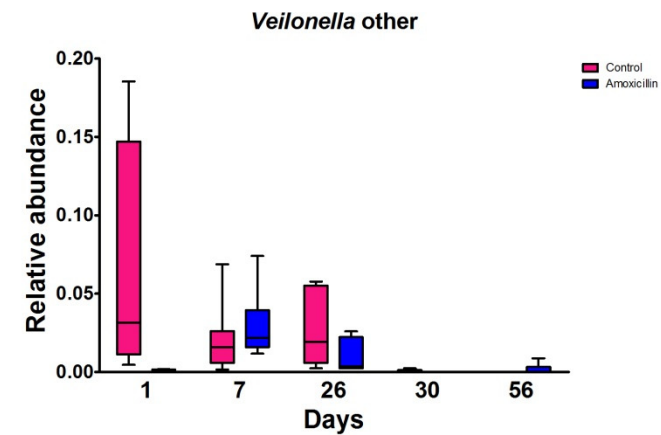 Veilonella other
Control
Amoxicillin
Relative abundance
0.20
0.15
0.10
0.05
0.00
1 7 26 30 56
Days